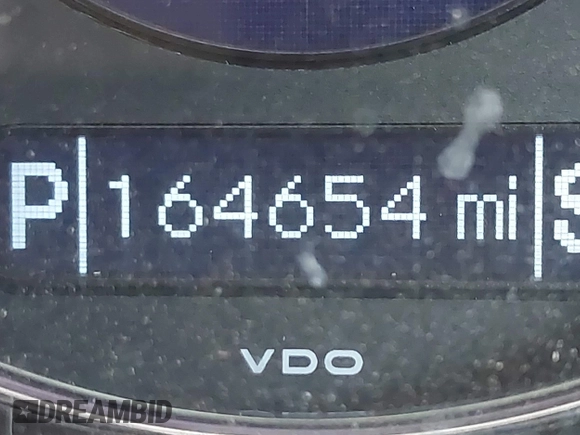 P 164654 mi S
VDO
DREAMBID